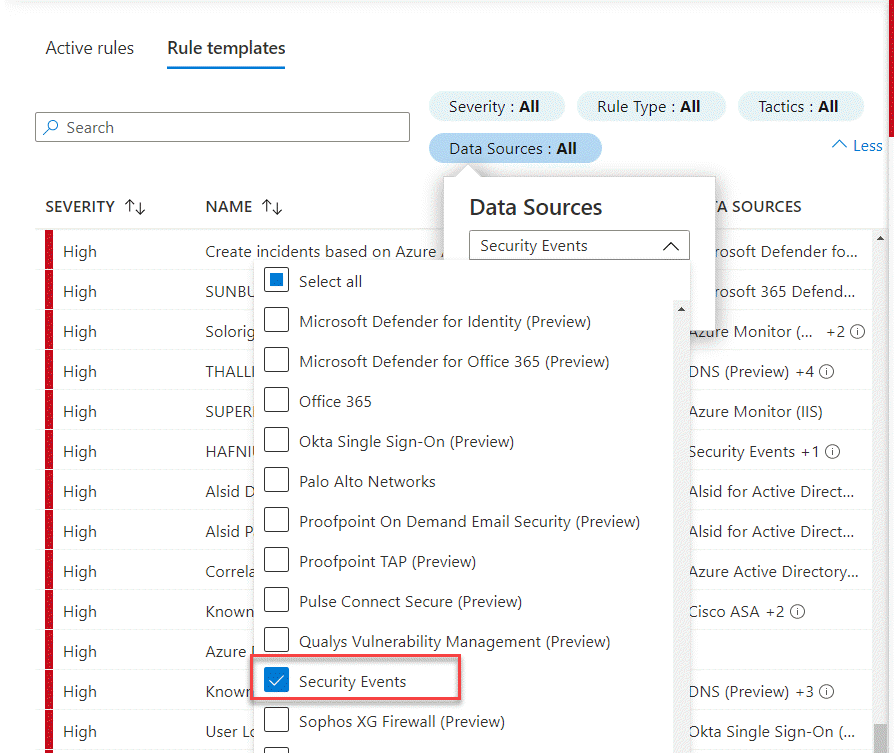 Active rules
Rule templates
Severity : All
Rule Type : All
Tactics : All
Search
Data Sources : All
Less
SEVERITY
NAME
Data Sources
A SOURCES
Security Events
High
Create incidents based on Azure
rosoft Defender fo...
Select all
High
SUNBU
rosoft 365 Defend...
Microsoft Defender for Identity (Preview)
High
Solorig
Azure Monitor (... +2
Microsoft Defender for Office 365 (Preview)
High
THALLI
DNS (Preview) +4
Office 365
High
SUPER
Azure Monitor (IIS)
Okta Single Sign-On (Preview)
High
HAFNIU
Security Events +1
Palo Alto Networks
High
Alsid D
Alsid for Active Direct...
Proofpoint On Demand Email Security (Preview)
High
Alsid P
Alsid for Active Direct...
Proofpoint TAP (Preview)
High
Correla
Azure Active Directory...
Pulse Connect Secure (Preview)
High
Known
Cisco ASA +2
Qualys Vulnerability Management (Preview)
High
Azure
Security Events
High
Known
DNS (Preview) +3
Sophos XG Firewall (Preview)
High
User Lo
Okta Single Sign-On (...